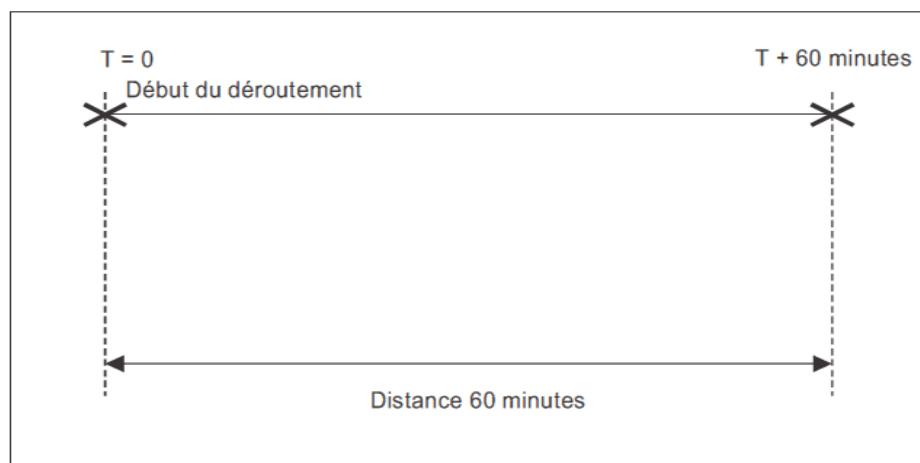 T = 0
T + 60 minutes
Début du déroutement
Distance 60 minutes